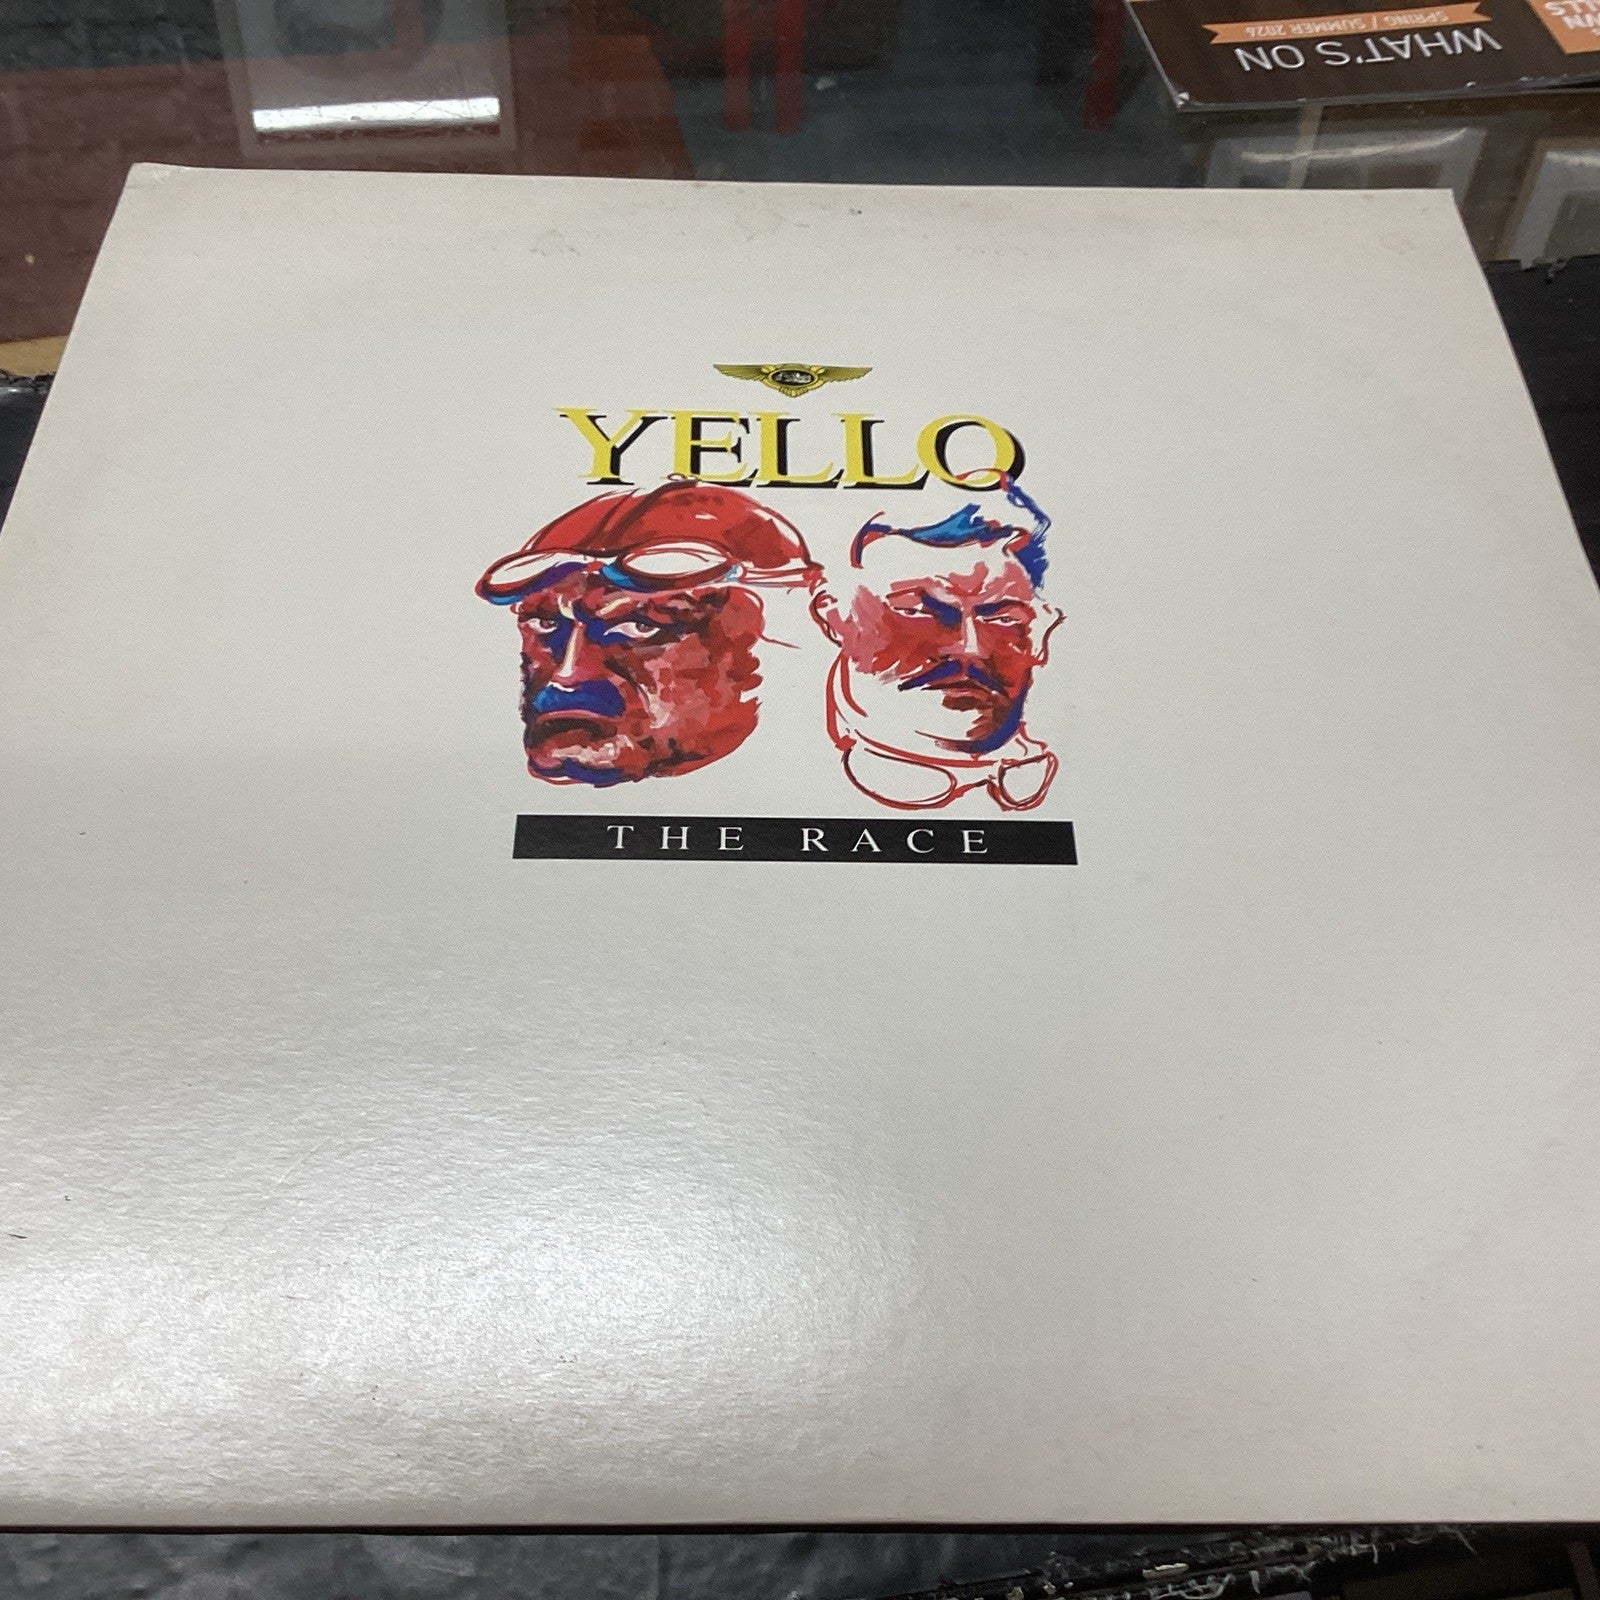 WHAT'S ON
SPRING / SUMMER 2026
YELLO
THE RACE